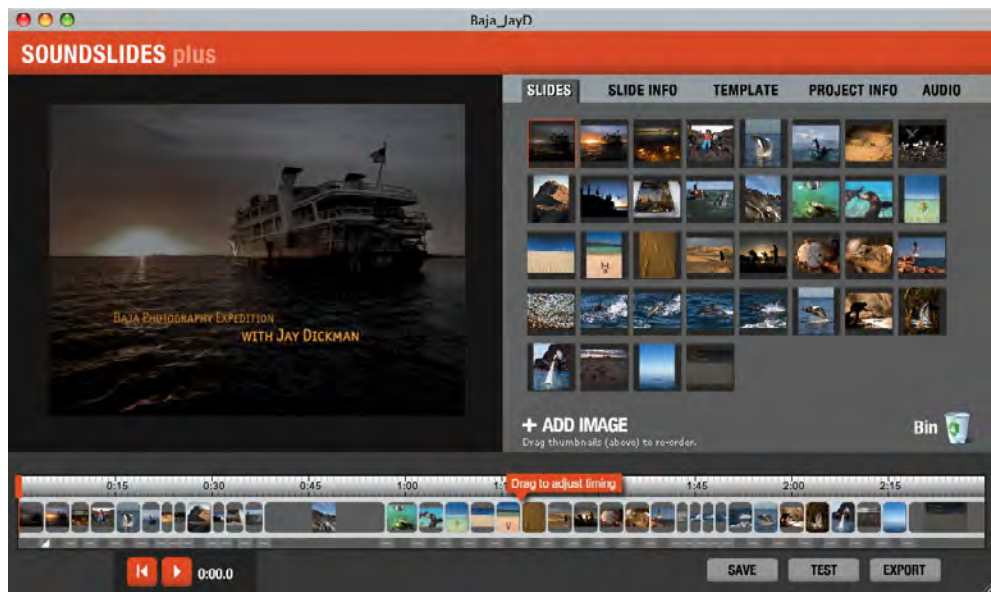 Baja_JayD
SOUNDSLIDES plus
SLIDES SLIDE INFO TEMPLATE PROJECT INFO AUDIO
BAJA PHOTOGRAPHY EXPEDITION
WITH JAY DICKMAN
+ ADD IMAGE
Drag thumbnails (above) to re-order.
Bin
0:15 0:30 0:45 1:00 Drag to adjust timing 1:45 2:00 2:15
0:00.0
SAVE TEST EXPORT